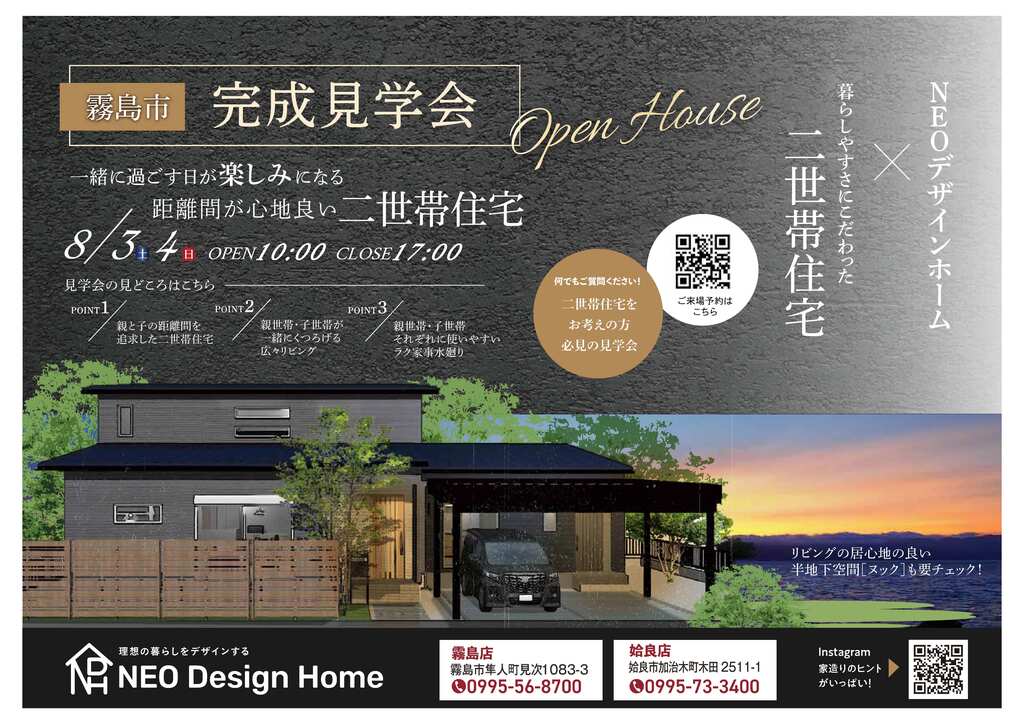 霧島市
完成見学会
Open House
一緒に過ごす日が楽しみになる
距離間が心地良い二世帯住宅
8/3土4日 OPEN10:00 CLOSE17:00
見学会の見どころはこちら
POINT1
親と子の距離間を
追求した二世帯住宅
POINT2
親世帯・子世帯が
一緒にくつろげる
広々リビング
POINT3
親世帯・子世帯
それぞれに使いやすい
ラク家事水廻り
何でもご質問ください!
二世帯住宅を
お考えの方
必見の見学会
ご来場予約は
こちら
NEOデザインホーム
×
暮らしやすさにこだわった
二世帯住宅
リビングの居心地の良い
半地下空間[ヌック]も要チェック!
理想の暮らしをデザインする
NEO Design Home
霧島店
霧島市隼人町見次1083-3
0995-56-8700
姶良店
姶良市加治木町木田 2511-1
0995-73-3400
Instagram
家造りのヒント
がいっぱい!